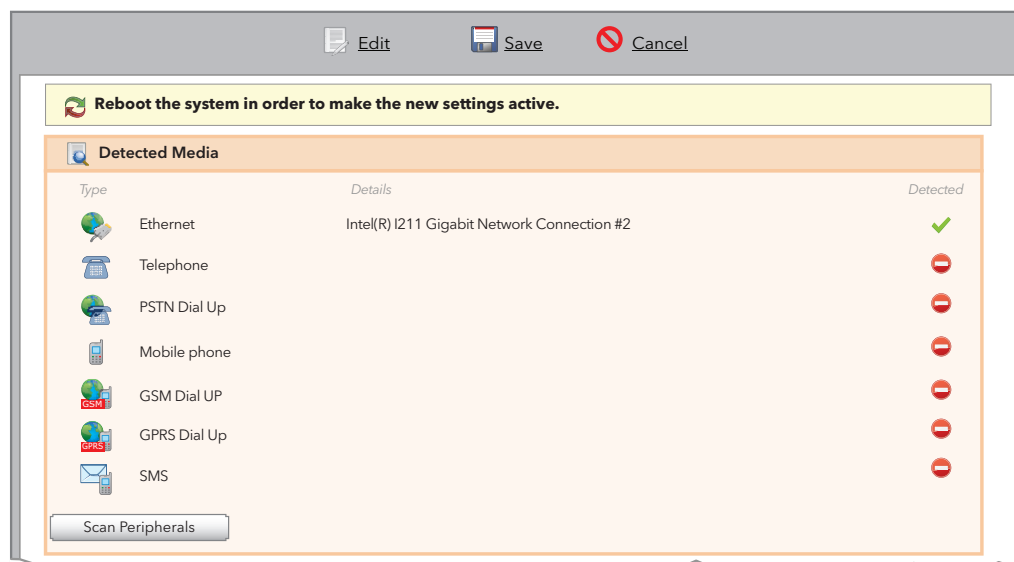 Edit Save Cancel
Reboot the system in order to make the new settings active.
Detected Media
Type Details Detected
Ethernet Intel(R) I211 Gigabit Network Connection #2
Telephone
PSTN Dial Up
Mobile phone
GSM GSM Dial UP
GPRS GPRS Dial Up
SMS
Scan Peripherals